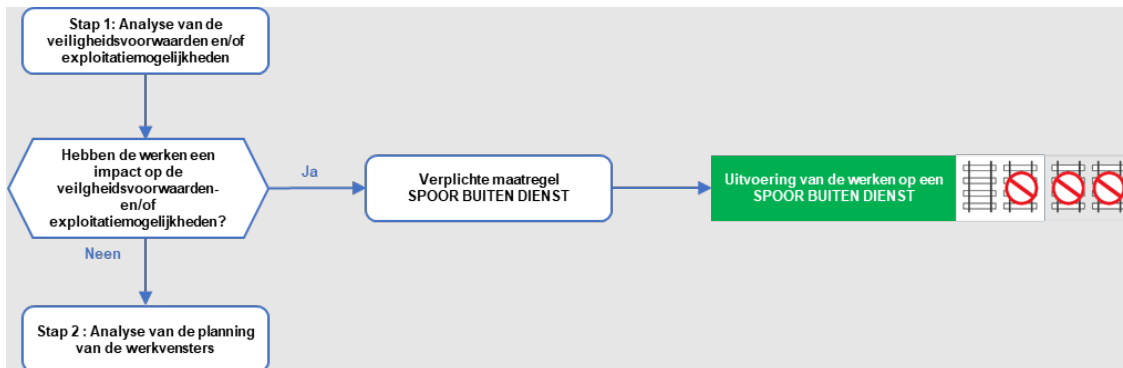 Stap 1: Analyse van de
veiligheidsvoorwaarden en/of
exploitatiemogelijkheden
Hebben de werken een
impact op de
veilgheidsvoorwaarden-
en/of
exploitatiemogelijkheden?
Ja
Verplichte maatregel
SPOOR BUITEN DIENST
Uitvoering van de werken op een
SPOOR BUITEN DIENST
Neen
Stap 2 : Analyse van de planning
van de werkvensters